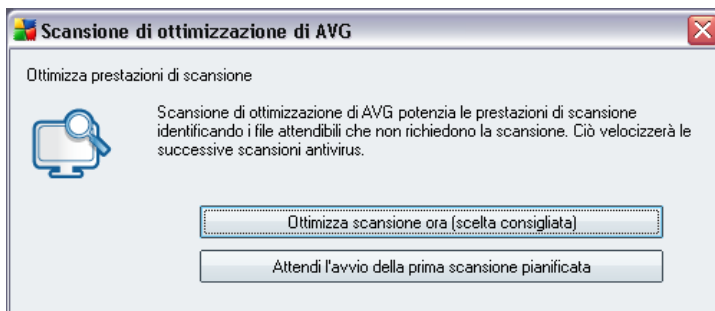 Scansione di ottimizzazione di AVG
Ottimizza prestazioni di scansione
Scansione di ottimizzazione di AVG potenzia le prestazioni di scansione
identificando i file attendibili che non richiedono la scansione. Ciò velocizzerà le
successive scansioni antivirus.
Ottimizza scansione ora (scelta consigliata)
Attendi l'avvio della prima scansione pianificata